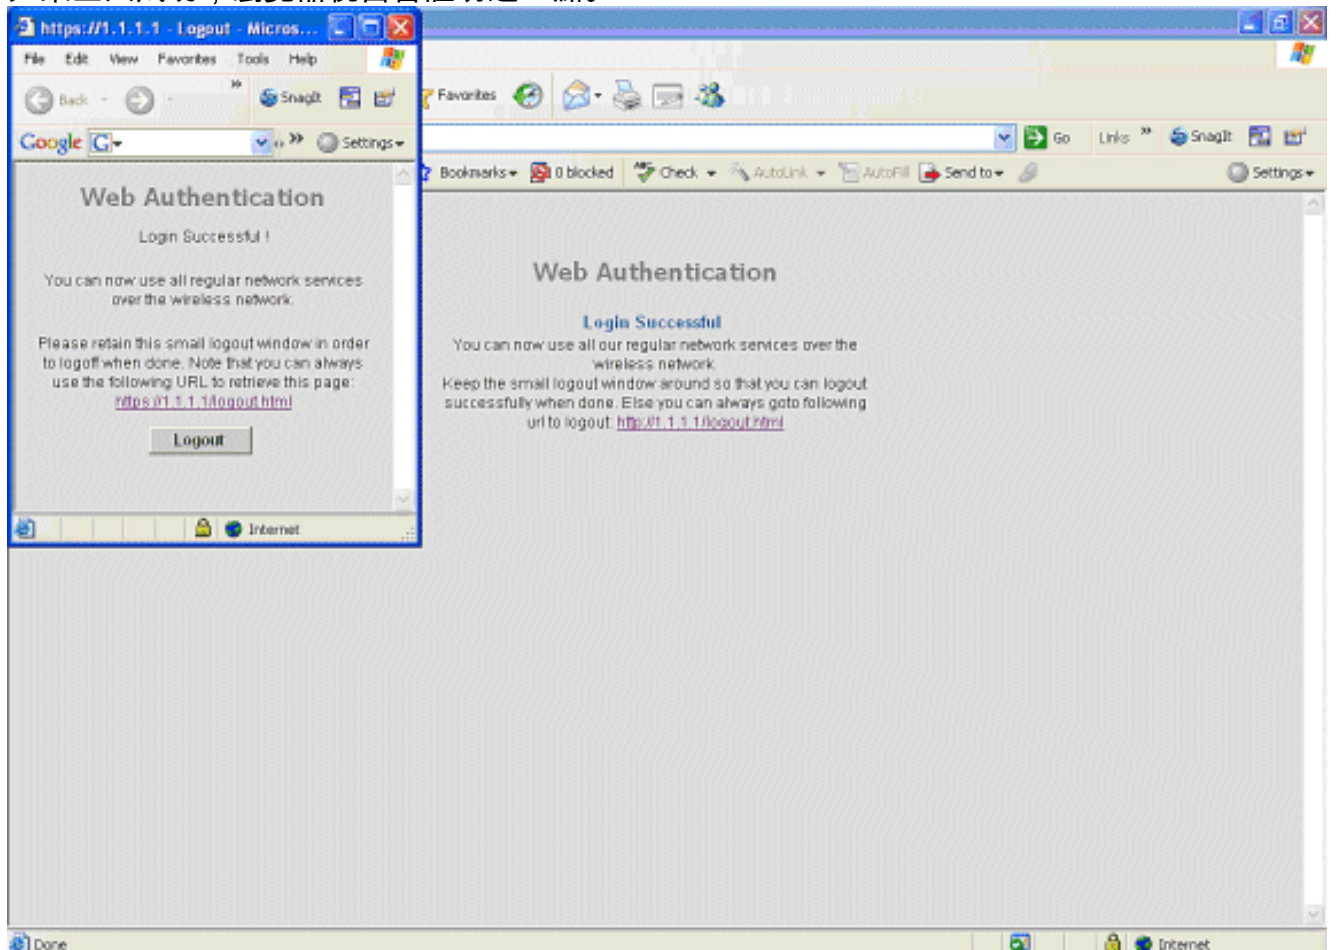 https://1.1.1.1 - Logout - Micros...
File Edit View Favorites Tools Help
Back
SnagIt
Favorites
Google
Settings
Go Links SnagIt
Bookmarks 0 blocked Check AutoLink AutoFill Send to Settings
Web Authentication
Login Successful !
You can now use all regular network services
over the wireless network.
Please retain this small logout window in order
to logoff when done. Note that you can always
use the following URL to retrieve this page:
https://1.1.1.1/logout.html
Logout
Internet
Web Authentication
Login Successful
You can now use all our regular network services over the
wireless network
Keep the small logout window around so that you can logout
successfully when done. Else you can always goto following
url to logout: http://1.1.1.1/logout.html
Done
Internet